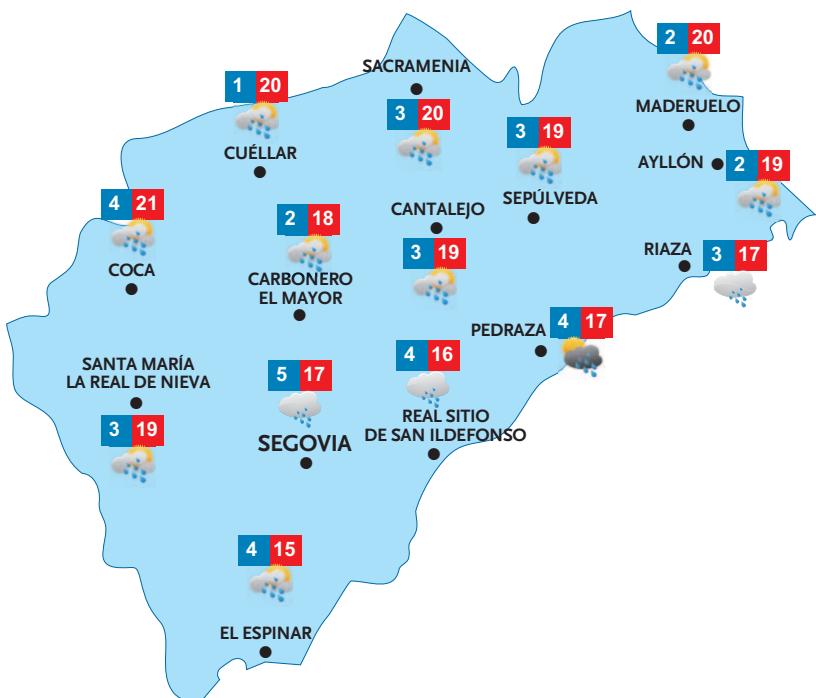 2 20
MADERUELO
SACRAMENIA
3 20
1 20
CUÉLLAR
3 19
SEPÚLVEDA
AYLLÓN
2 19
4 21
COCA
2 18
CARBONERO
EL MAYOR
CANTALEJO
3 19
RIAZA
3 17
PEDRAZA
4 17
SANTA MARÍA
LA REAL DE NIEVA
3 19
5 17
SEGOVIA
4 16
REAL SITIO
DE SAN ILDEFONSO
4 15
EL ESPINAR